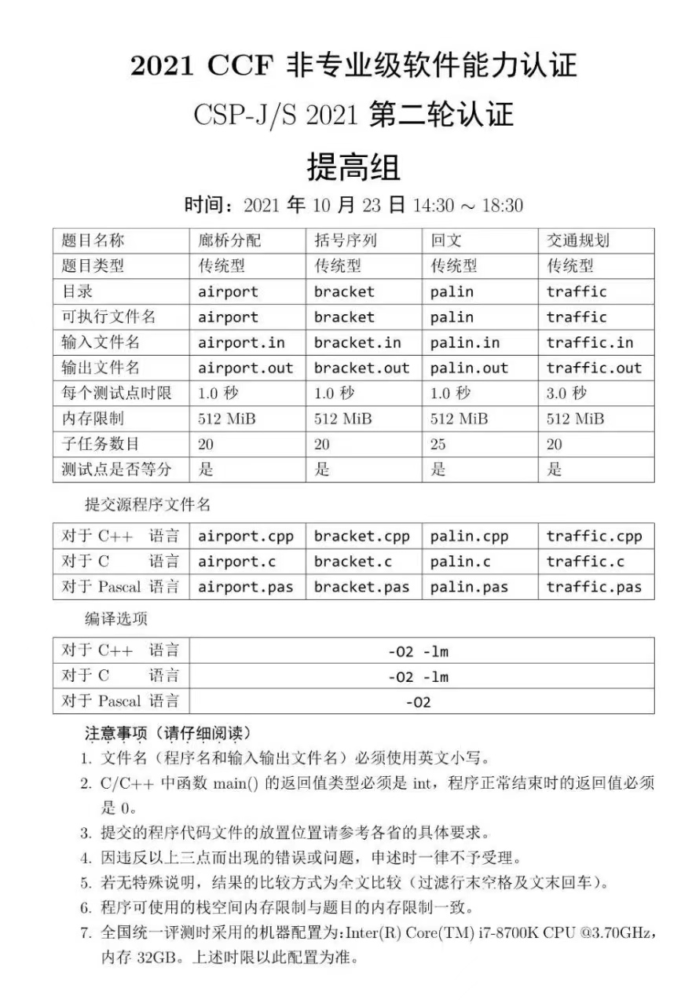 2021 CCF 非专业级软件能力认证
CSP-J/S 2021 第二轮认证
提高组
时间：2021 年 10 月 23 日 14:30 ~ 18:30
题目名称 廊桥分配 括号序列 回文 交通规划
题目类型 传统型 传统型 传统型 传统型
目录 airport bracket palin traffic
可执行文件名 airport bracket palin traffic
输入文件名 airport.in bracket.in palin.in traffic.in
输出文件名 airport.out bracket.out palin.out traffic.out
每个测试点时限 1.0 秒 1.0 秒 1.0 秒 3.0 秒
内存限制 512 MiB 512 MiB 512 MiB 512 MiB
子任务数目 20 20 25 20
测试点是否等分 是 是 是 是
提交源程序文件名
对于 C++ 语言 airport.cpp bracket.cpp palin.cpp traffic.cpp
对于 C 语言 airport.c bracket.c palin.c traffic.c
对于 Pascal 语言 airport.pas bracket.pas palin.pas traffic.pas
编译选项
对于 C++ 语言 -O2 -lm
对于 C 语言 -O2 -lm
对于 Pascal 语言 -O2
注意事项（请仔细阅读）
1. 文件名（程序名和输入输出文件名）必须使用英文小写。
2. C/C++ 中函数 main() 的返回值类型必须是 int，程序正常结束时的返回值必须
是 0。
3. 提交的程序代码文件的放置位置请参考各省的具体要求。
4. 因违反以上三点而出现的错误或问题，申述时一律不予受理。
5. 若无特殊说明，结果的比较方式为全文比较（过滤行末空格及文末回车）。
6. 程序可使用的栈空间内存限制与题目的内存限制一致。
7. 全国统一评测时采用的机器配置为：Inter(R) Core(TM) i7-8700K CPU @3.70GHz，
内存 32GB。上述时限以此配置为准。